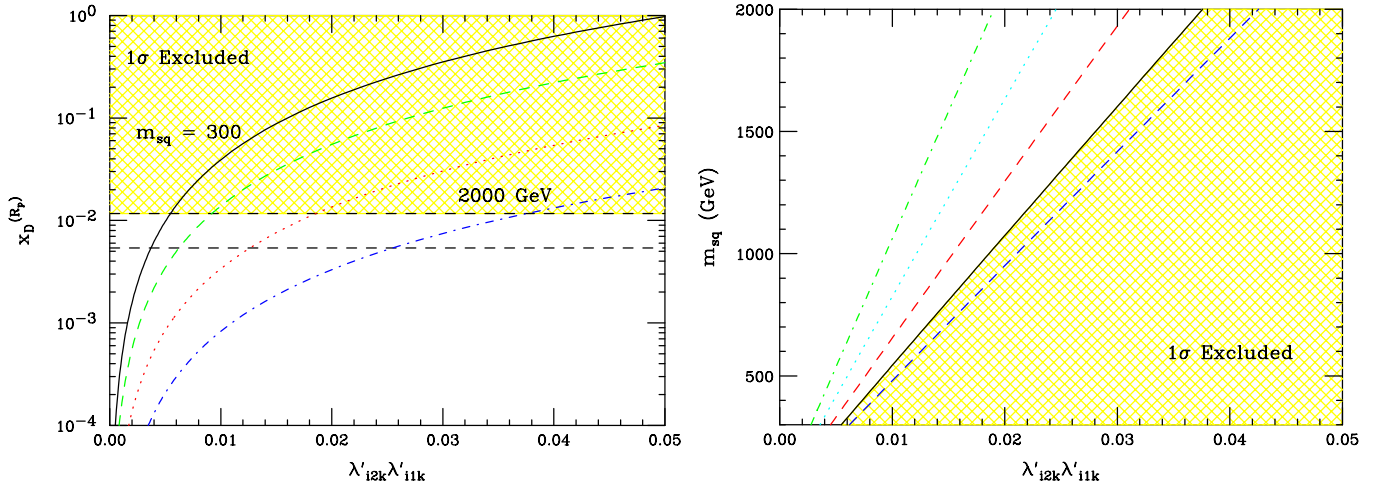 10⁰
1σ Excluded
10⁻¹
m_sq = 300
2000 GeV
10⁻²
x_D^(R_p)
10⁻³
10⁻⁴
0.00 0.01 0.02 0.03 0.04 0.05
λ′_i2k λ′_i1k
2000
1500
m_sq (GeV)
1000
1σ Excluded
500
0.00 0.01 0.02 0.03 0.04 0.05
λ′_i2k λ′_i1k